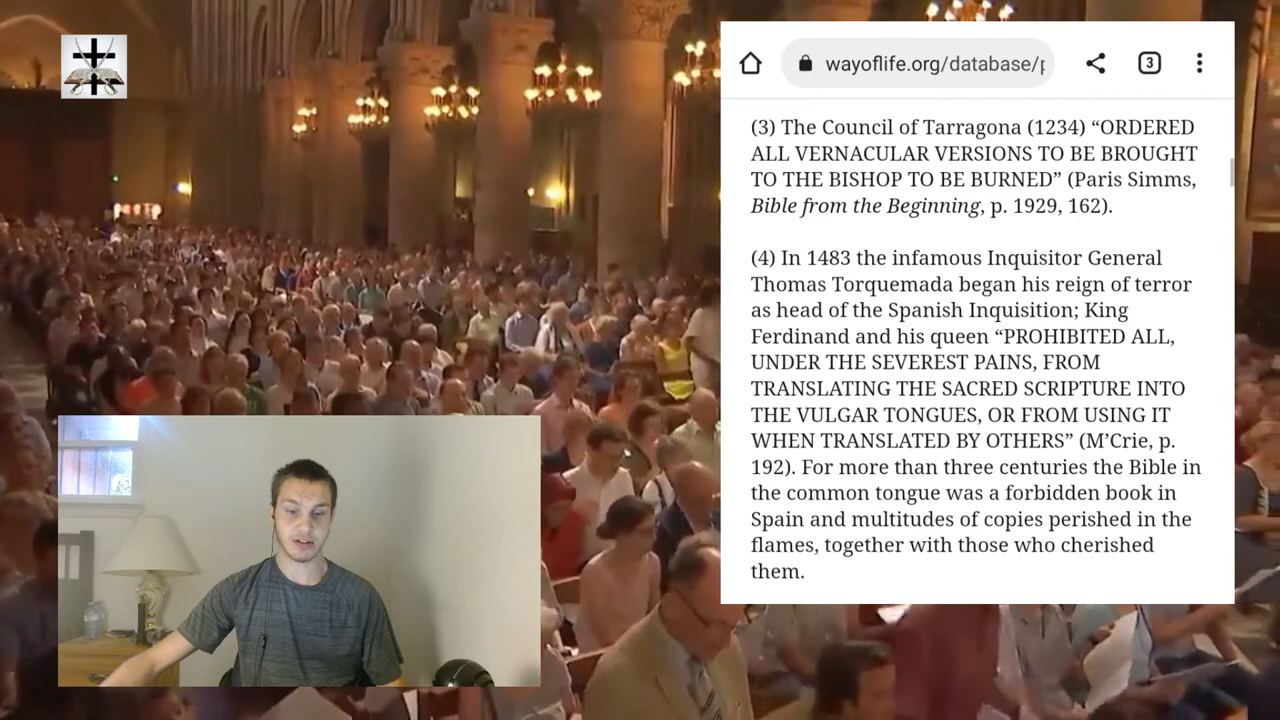 wayoflife.org/database/p
3
(3) The Council of Tarragona (1234) “ORDERED
ALL VERNACULAR VERSIONS TO BE BROUGHT
TO THE BISHOP TO BE BURNED” (Paris Simms,
Bible from the Beginning, p. 1929, 162).
(4) In 1483 the infamous Inquisitor General
Thomas Torquemada began his reign of terror
as head of the Spanish Inquisition; King
Ferdinand and his queen “PROHIBITED ALL,
UNDER THE SEVEREST PAINS, FROM
TRANSLATING THE SACRED SCRIPTURE INTO
THE VULGAR TONGUES, OR FROM USING IT
WHEN TRANSLATED BY OTHERS” (M’Crie, p.
192). For more than three centuries the Bible in
the common tongue was a forbidden book in
Spain and multitudes of copies perished in the
flames, together with those who cherished
them.